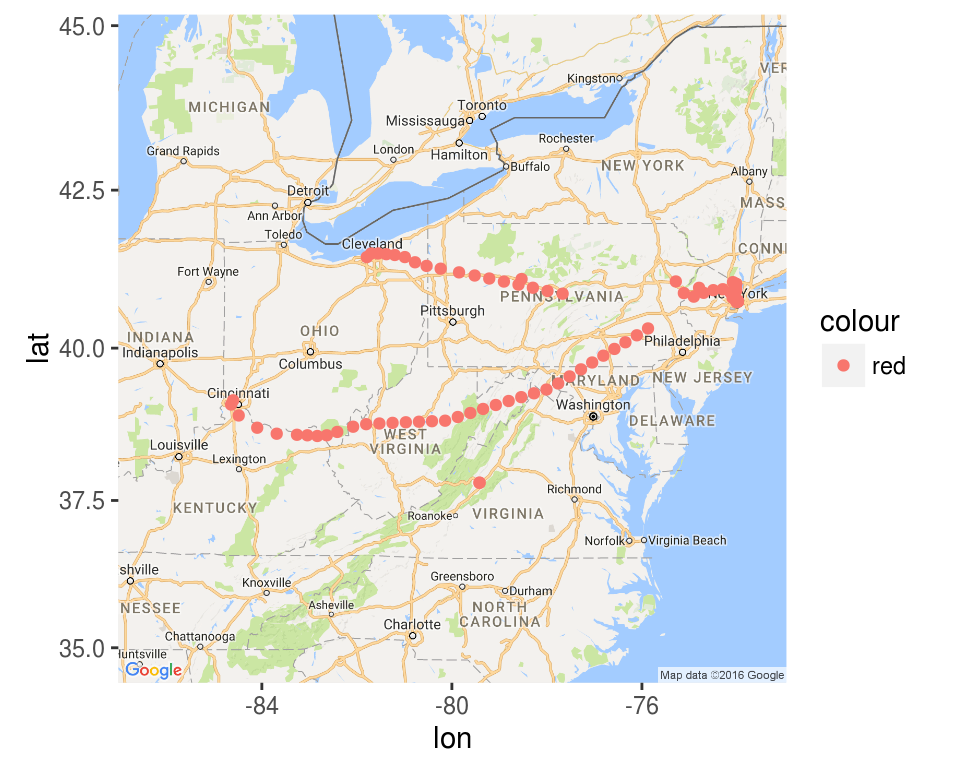 45.0
42.5
40.0
37.5
35.0
lat
-84
-80
-76
lon
colour
red
Kingston
VER
MICHIGAN
Toronto
Mississauga
Rochester
Grand Rapids
London
Hamilton
Buffalo
NEW YORK
Albany
Detroit
Ann Arbor
MASS
Toledo
Cleveland
CONNI
Fort Wayne
PENNSYLVANIA
Pittsburgh
INDIANA
OHIO
Philadelphia
Indianapolis
Columbus
MARYLAND
NEW JERSEY
Cincinnati
Washington
DELAWARE
WEST
VIRGINIA
Louisville
Lexington
Richmond
KENTUCKY
Roanoke
VIRGINIA
Norfolk
Virginia Beach
shville
Knoxville
Greensboro
Durham
NESSEE
Asheville
NORTH
CAROLINA
Charlotte
Chattanooga
Huntsville
Google
Map data ©2016 Google